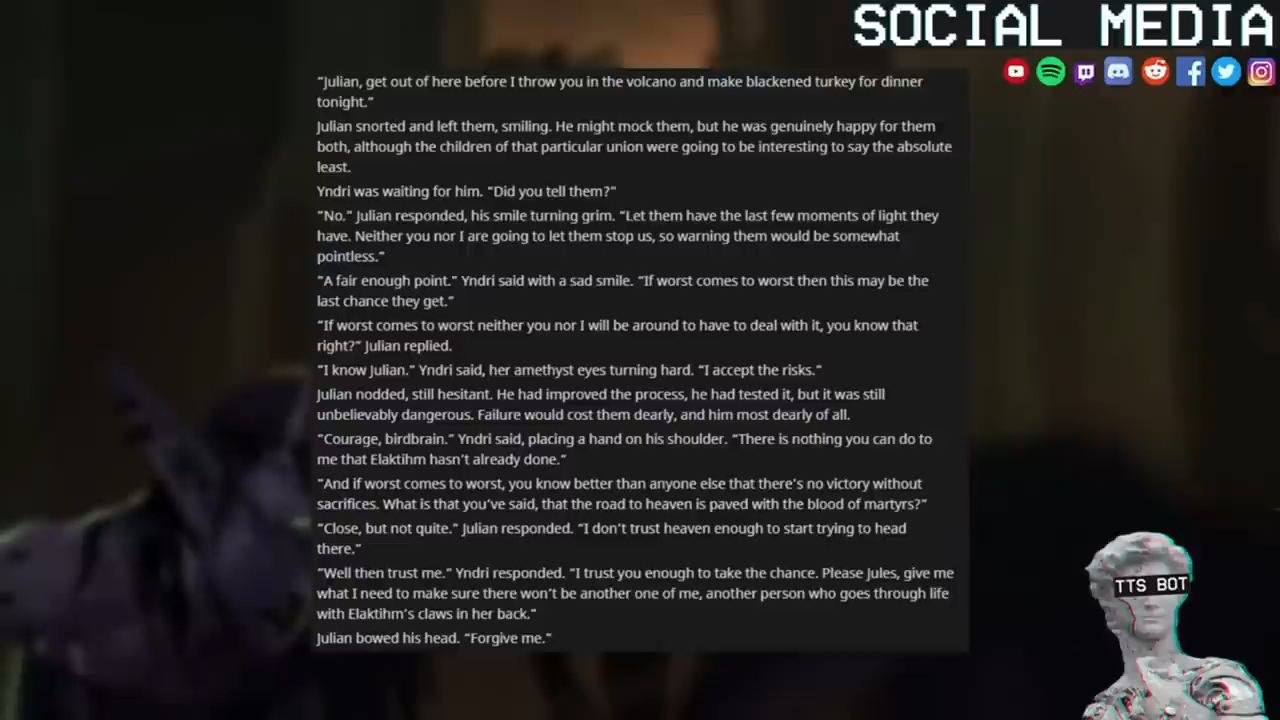 SOCIAL MEDIA
“Julian, get out of here before I throw you in the volcano and make blackened turkey for dinner
tonight.”
Julian snorted and left them, smiling. He might mock them, but he was genuinely happy for them
both, although the children of that particular union were going to be interesting to say the absolute
least.
Yndri was waiting for him. “Did you tell them?”
“No.” Julian responded, his smile turning grim. “Let them have the last few moments of light they
have. Neither you nor I are going to let them stop us, so warning them would be somewhat
pointless.”
“A fair enough point.” Yndri said with a sad smile. “If worst comes to worst then this may be the
last chance they get.”
“If worst comes to worst neither you nor I will be around to have to deal with it, you know that
right?” Julian replied.
“I know Julian.” Yndri said, her amethyst eyes turning hard. “I accept the risks.”
Julian nodded, still hesitant. He had improved the process, he had tested it, but it was still
unbelievably dangerous. Failure would cost them dearly, and him most dearly of all.
“Courage, birdbrain.” Yndri said, placing a hand on his shoulder. “There is nothing you can do to
me that Elaktihm hasn’t already done.”
“And if worst comes to worst, you know better than anyone else that there’s no victory without
sacrifices. What is that you’ve said, that the road to heaven is paved with the blood of martyrs?”
“Close, but not quite.” Julian responded. “I don’t trust heaven enough to start trying to head
there.”
“Well then trust me.” Yndri responded. “I trust you enough to take the chance. Please Jules, give me
what I need to make sure there won’t be another one of me, another person who goes through life
with Elaktihm’s claws in her back.”
Julian bowed his head. “Forgive me.”
TTS BOT